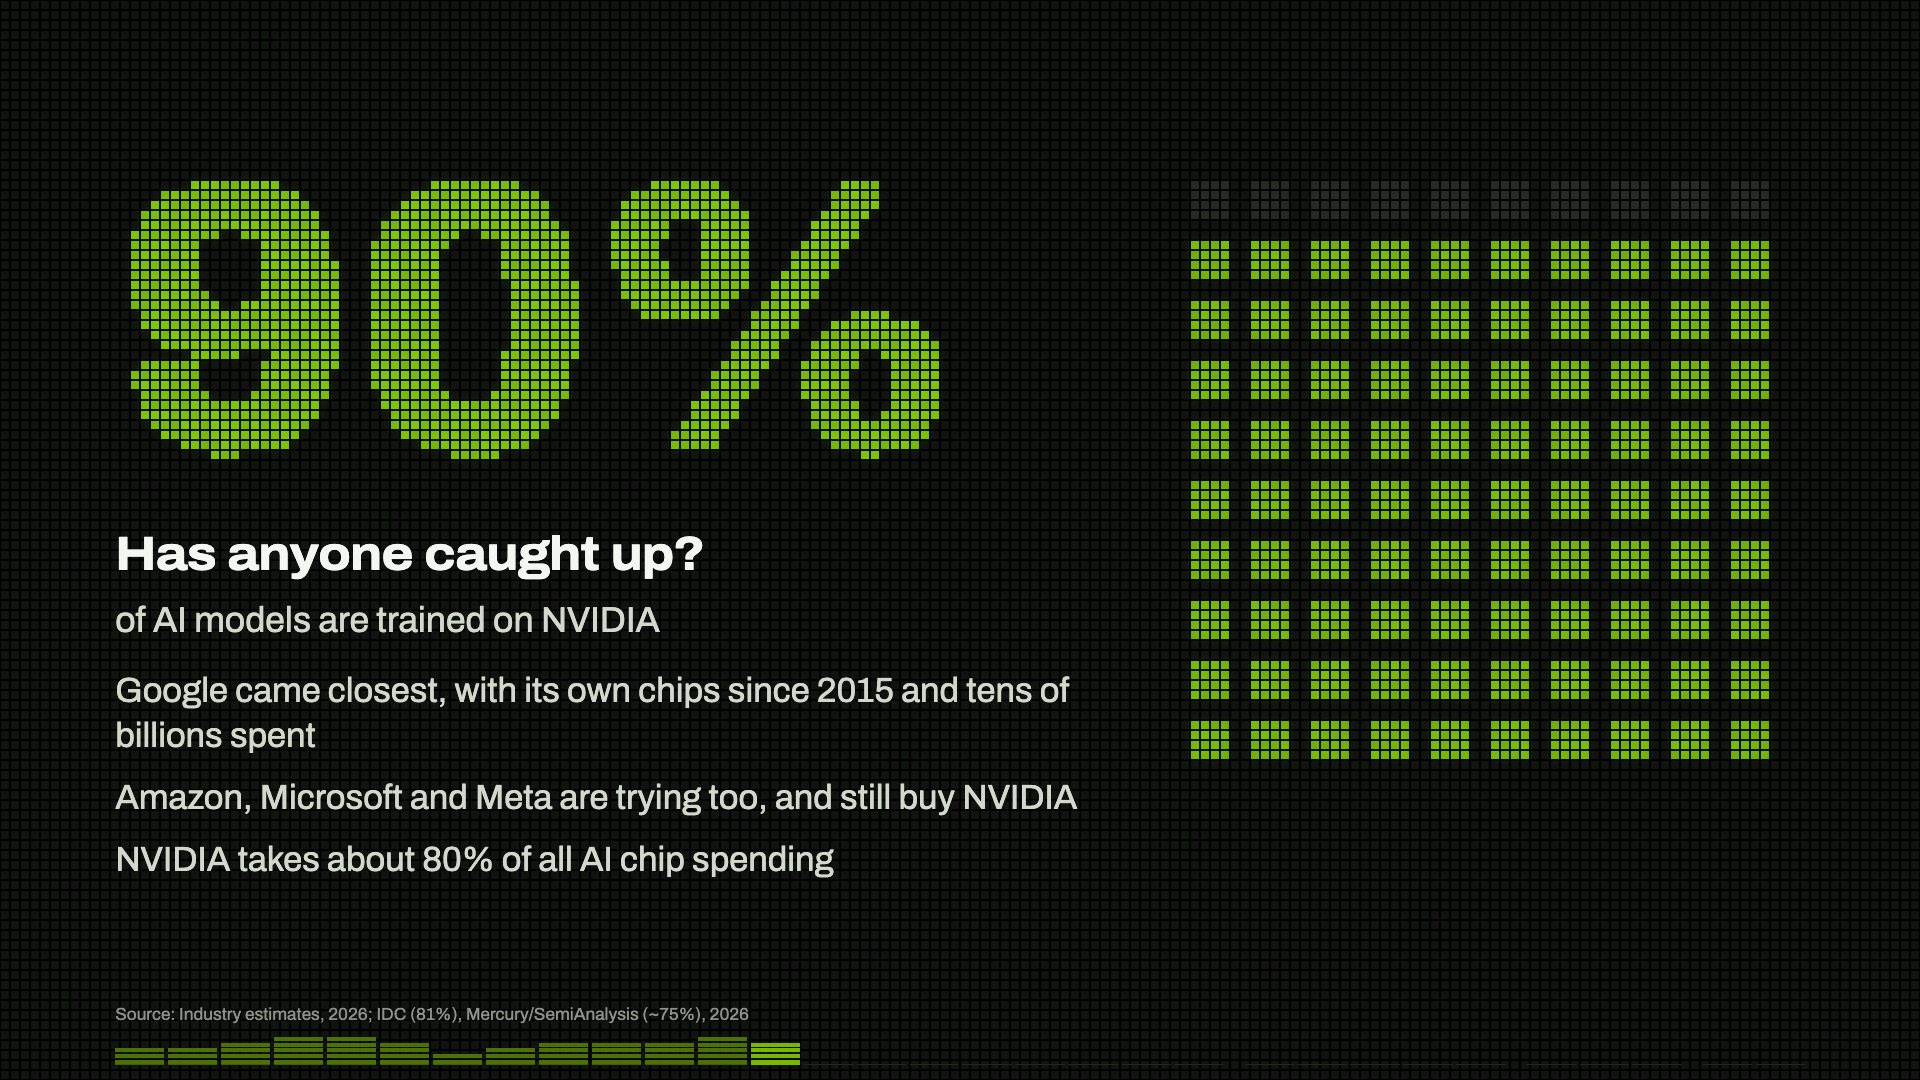 90%
Has anyone caught up?
of AI models are trained on NVIDIA
Google came closest, with its own chips since 2015 and tens of
billions spent
Amazon, Microsoft and Meta are trying too, and still buy NVIDIA
NVIDIA takes about 80% of all AI chip spending
Source: Industry estimates, 2026; IDC (81%), Mercury/SemiAnalysis (~75%), 2026